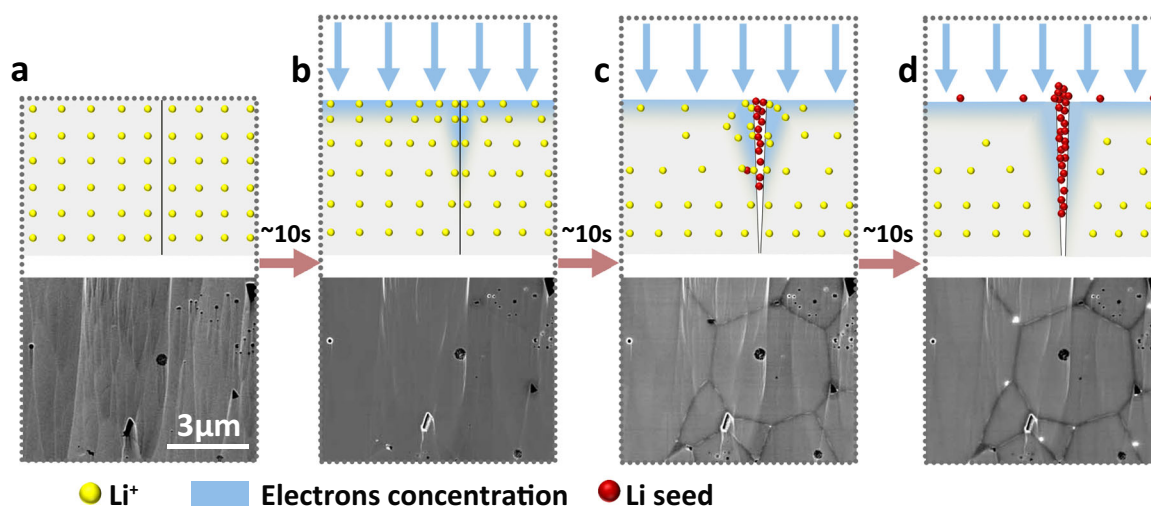 a
b
c
d
~10s
~10s
~10s
3μm
Li⁺
Electrons concentration
Li seed